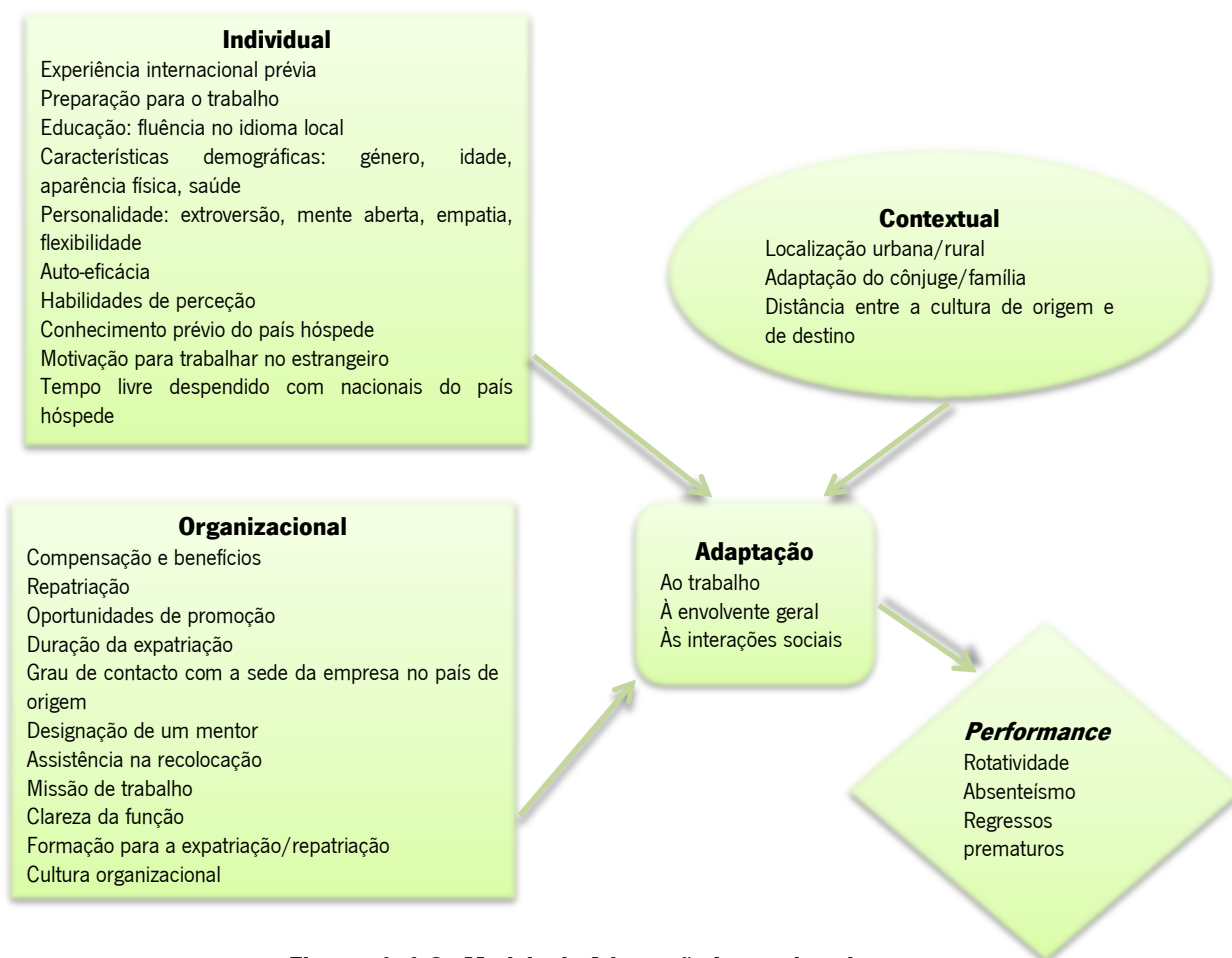 Individual
Experiência internacional prévia
Preparação para o trabalho
Educação: fluência no idioma local
Características demográficas: género, idade,
aparência física, saúde
Personalidade: extroversão, mente aberta, empatia,
flexibilidade
Auto-eficácia
Habilidades de perceção
Conhecimento prévio do país hóspede
Motivação para trabalhar no estrangeiro
Tempo livre despendido com nacionais do país
hóspede
Contextual
Localização urbana/rural
Adaptação do cônjuge/família
Distância entre a cultura de origem e
de destino
Organizacional
Compensação e benefícios
Repatriação
Oportunidades de promoção
Duração da expatriação
Grau de contacto com a sede da empresa no país de
origem
Designação de um mentor
Assistência na recolocação
Missão de trabalho
Clareza da função
Formação para a expatriação/repatriação
Cultura organizacional
Adaptação
Ao trabalho
À envolvente geral
Às interações sociais
Performance
Rotatividade
Absenteísmo
Regressos
prematuros